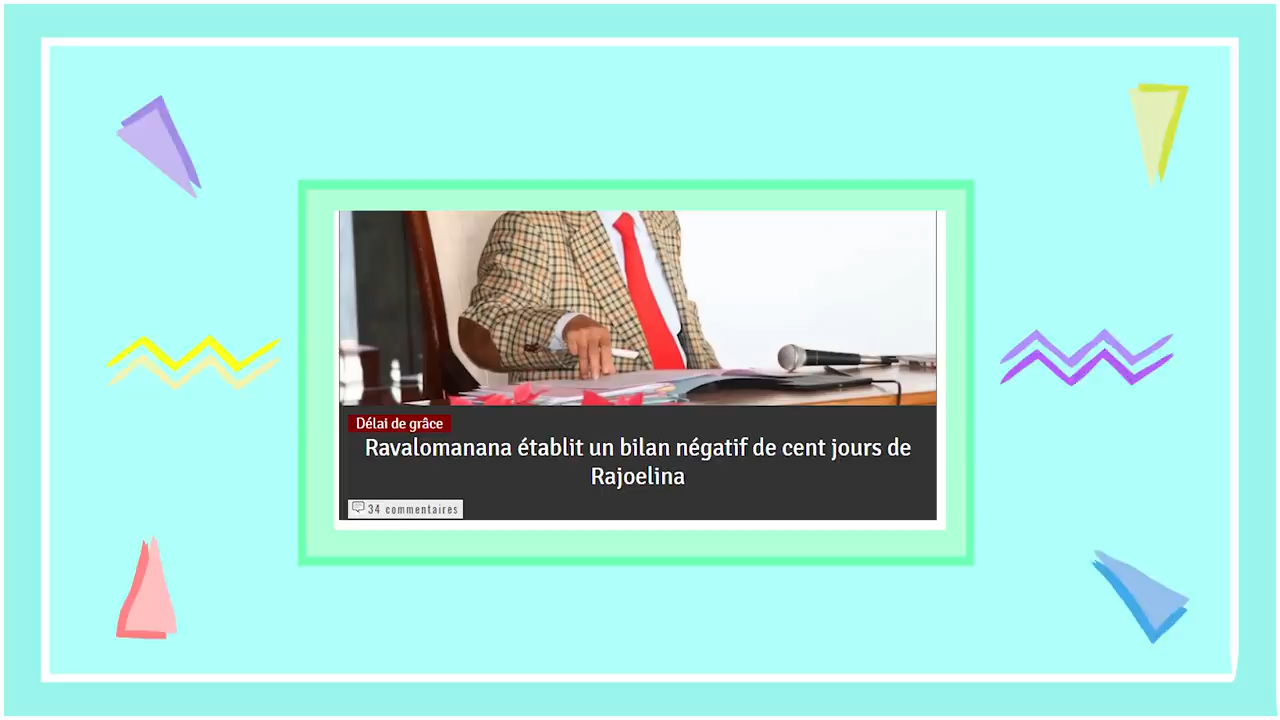 Délai de grâce
Ravalomanana établit un bilan négatif de cent jours de
Rajoelina
34 commentaires